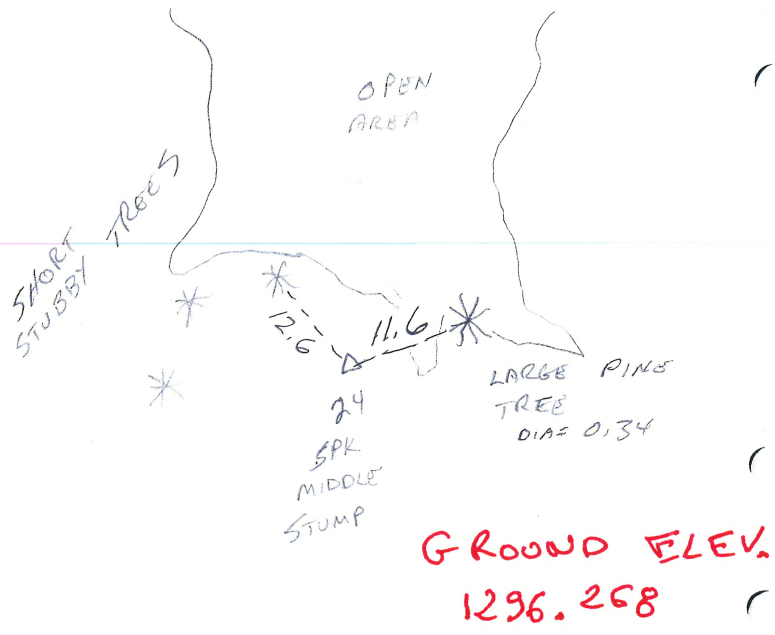 OPEN
AREA
SHORT TREES
STUBBY
12.6
11.6
24
SPK
MIDDLE
STUMP
LARGE PINE
TREE
DIA= 0.34
GROUND ELEV.
1296.268